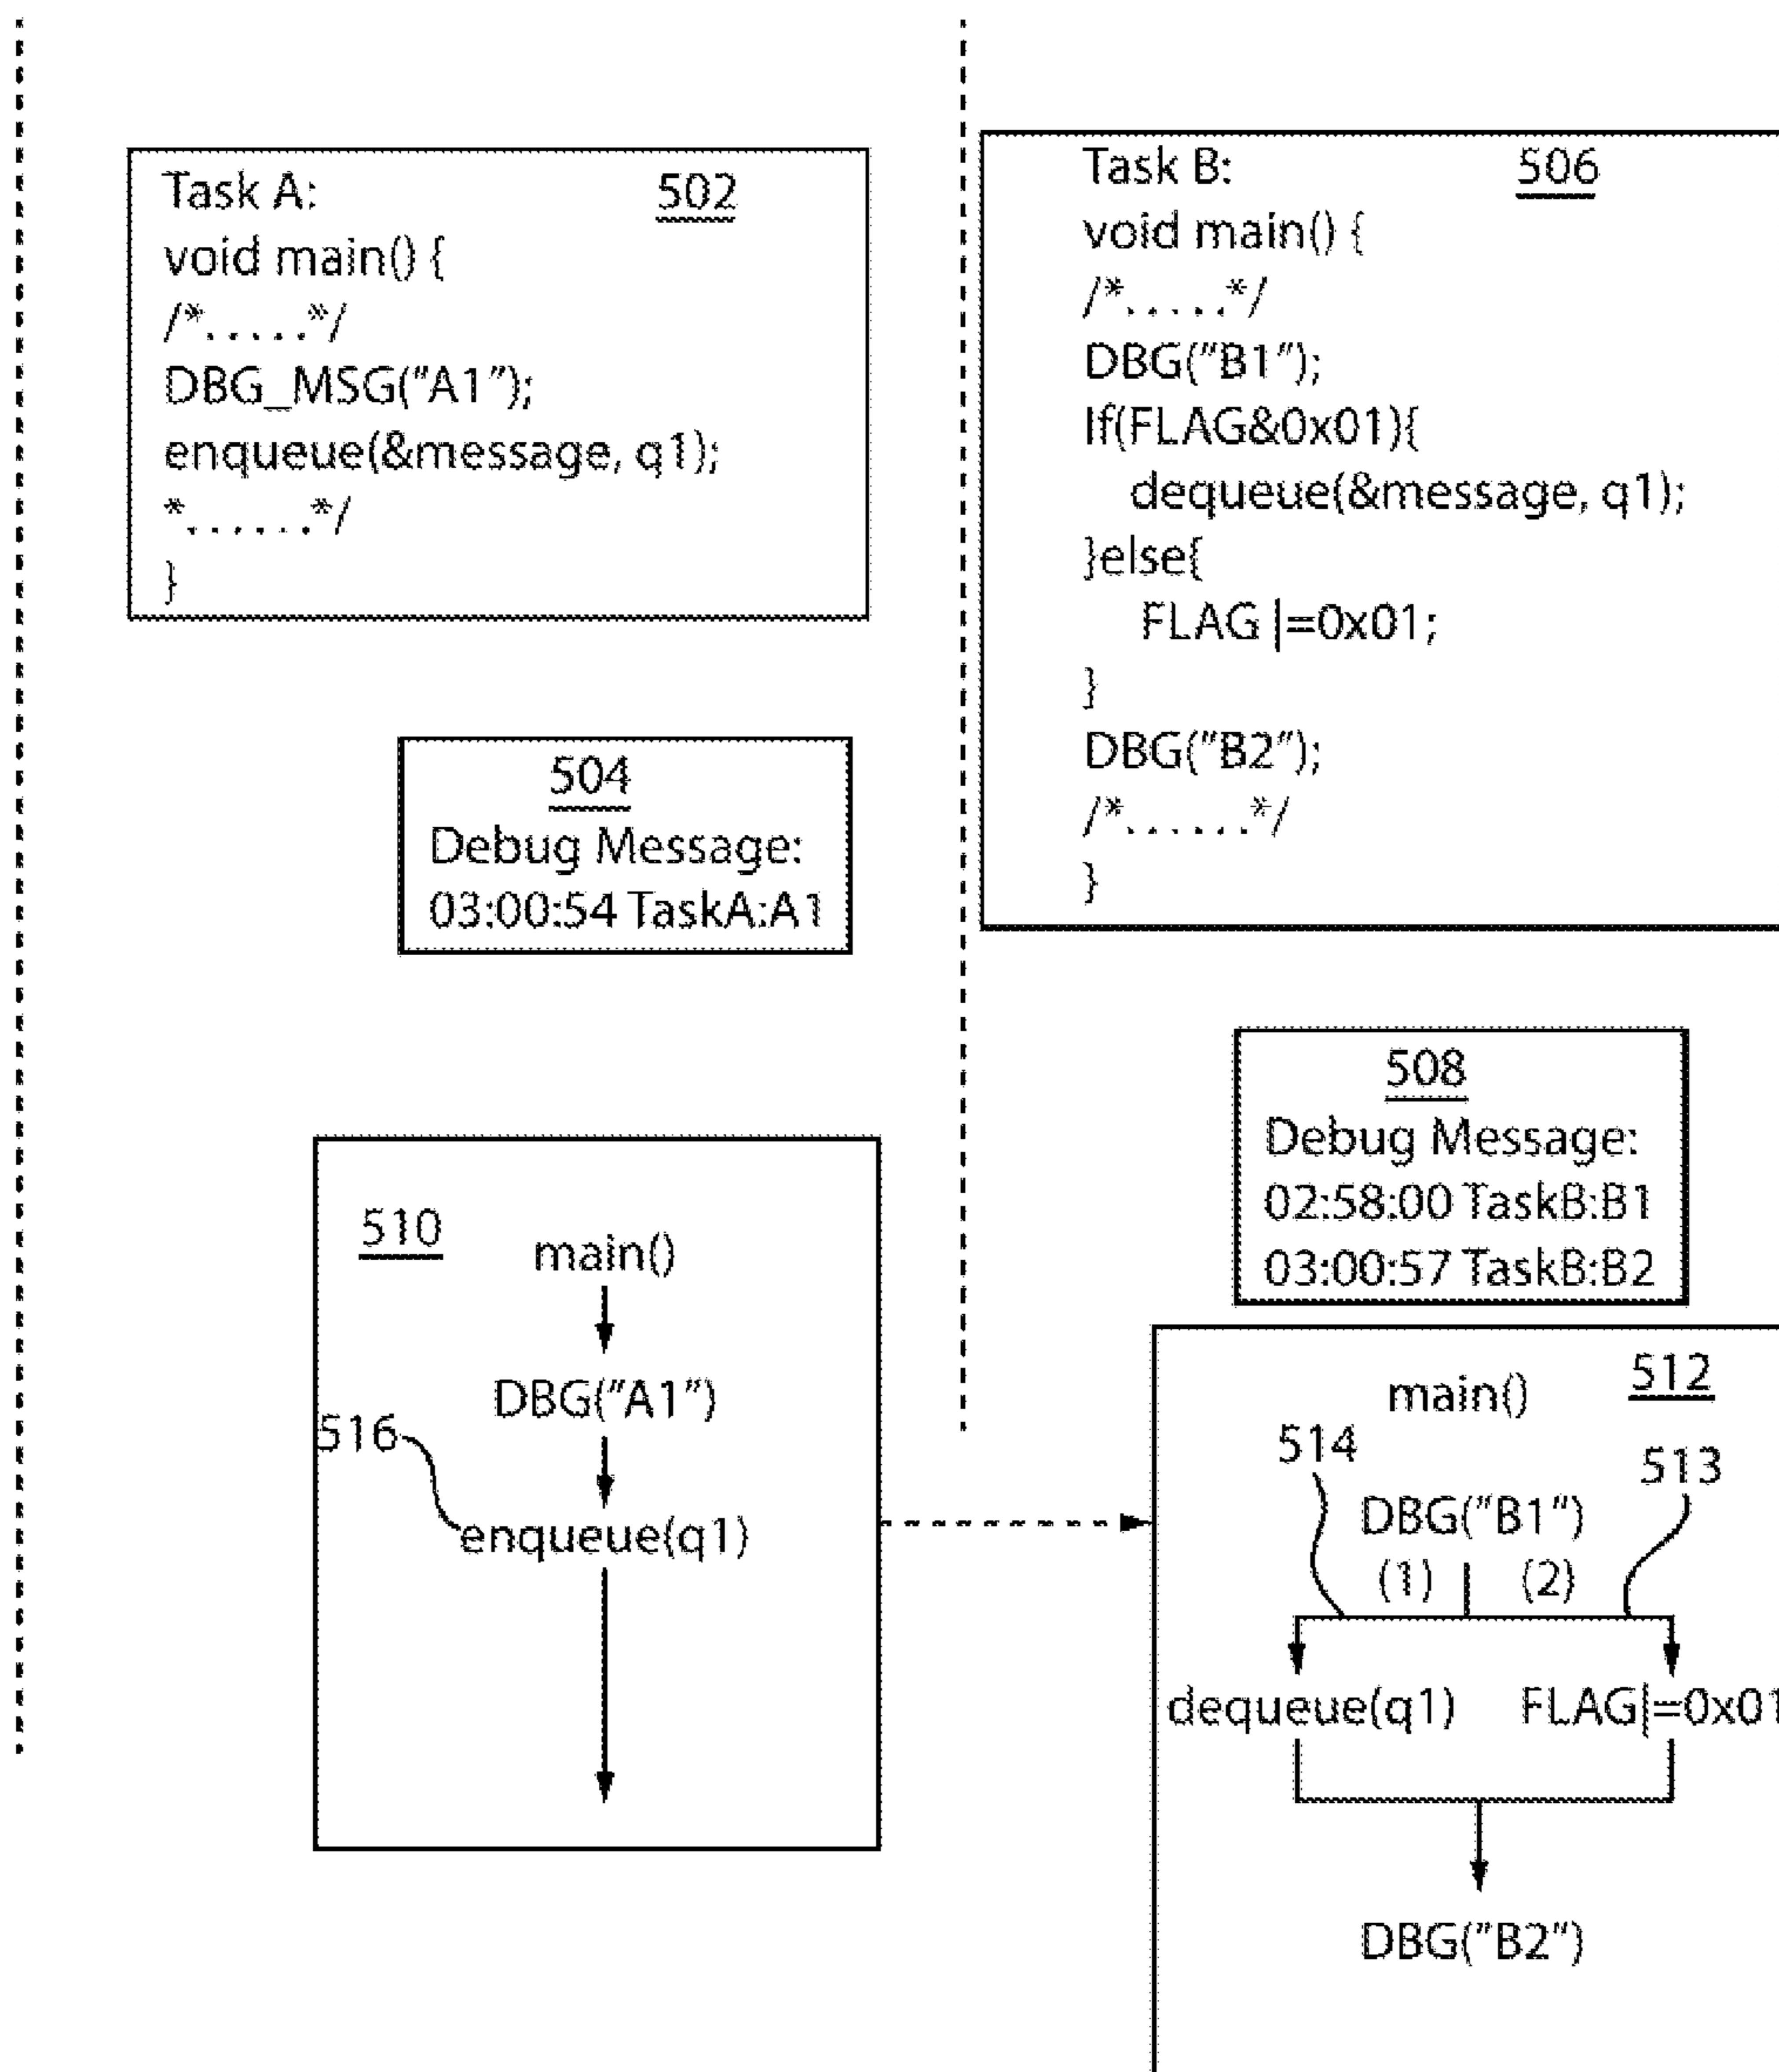 Task A: 502
void main() {
/*. . . . .*/
DBG_MSG("A1");
enqueue(&message, q1);
*. . . . . .*/
}
504
Debug Message:
03:00:54 TaskA:A1
510
main()
DBG("A1")
516
enqueue(q1)
Task B: 506
void main() {
/*. . . . .*/
DBG("B1");
If(FLAG&0x01){
dequeue(&message, q1);
}else{
FLAG |=0x01;
}
DBG("B2");
/*. . . . . .*/
}
508
Debug Message:
02:58:00 TaskB:B1
03:00:57 TaskB:B2
main() 512
514 513
DBG("B1")
(1) (2)
dequeue(q1) FLAG|=0x01
DBG("B2")